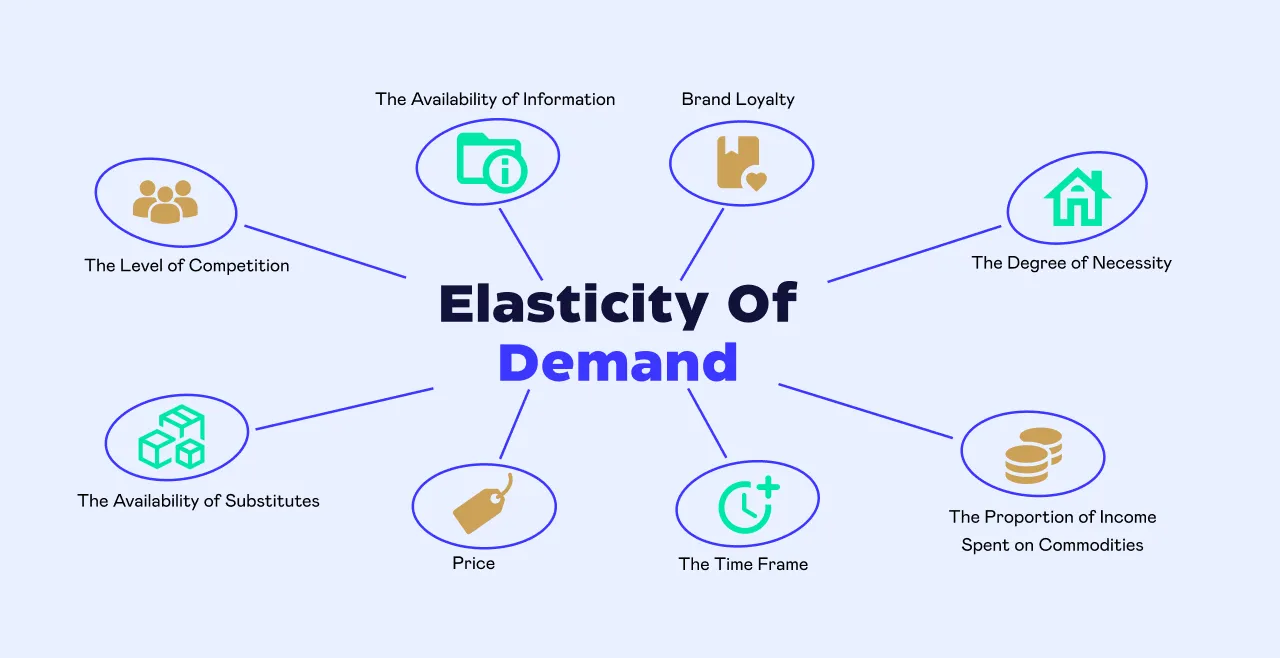 The Availability of Information
Brand Loyalty
The Level of Competition
The Degree of Necessity
Elasticity Of
Demand
The Availability of Substitutes
Price
The Time Frame
The Proportion of Income
Spent on Commodities